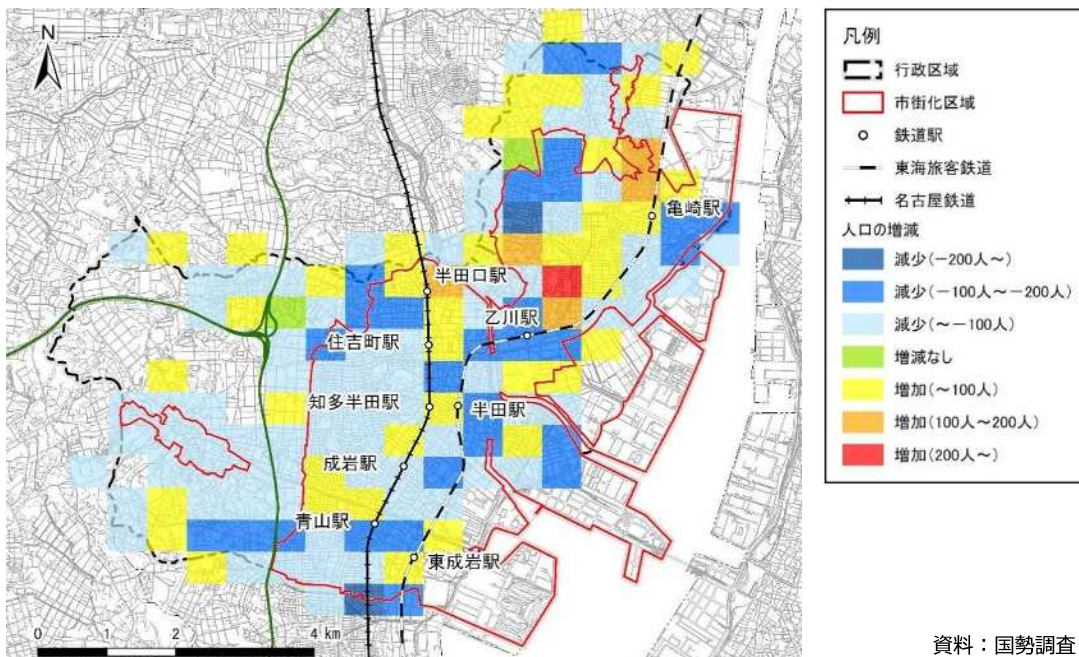 N
亀崎駅
半田口駅
乙川駅
住吉町駅
知多半田駅
半田駅
成岩駅
青山駅
東成岩駅
0 1 2 4 km
凡例
行政区域
市街化区域
鉄道駅
東海旅客鉄道
名古屋鉄道
人口の増減
減少(-200人～)
減少(-100人～-200人)
減少(～-100人)
増減なし
増加(～100人)
増加(100人～200人)
増加(200人～)
資料：国勢調査